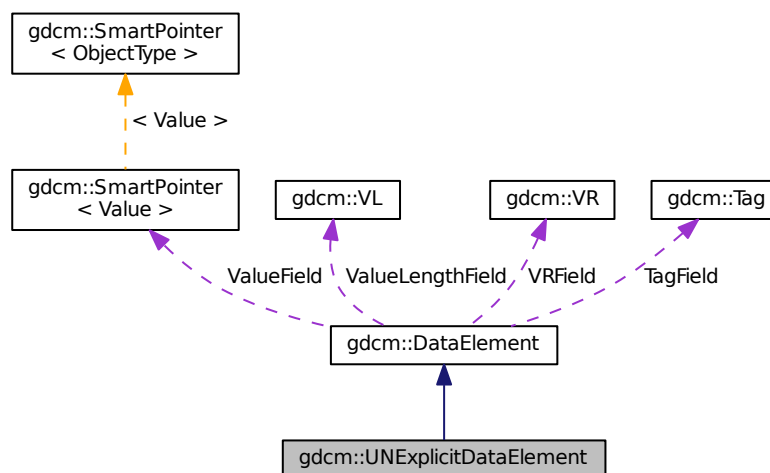 gdcm::SmartPointer
< ObjectType >
< Value >
gdcm::SmartPointer
< Value >
gdcm::VL
gdcm::VR
gdcm::Tag
ValueField
ValueLengthField
VRField
TagField
gdcm::DataElement
gdcm::UNExplicitDataElement